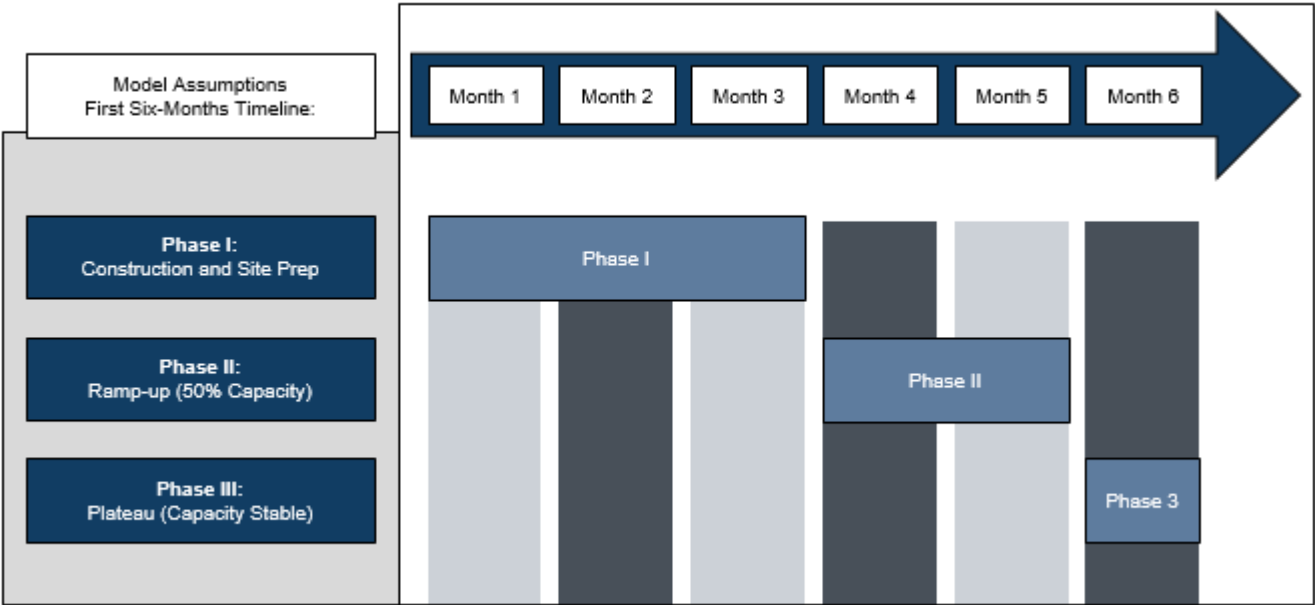 Model Assumptions
First Six-Months Timeline:
Month 1
Month 2
Month 3
Month 4
Month 5
Month 6
Phase I:
Construction and Site Prep
Phase I
Phase II:
Ramp-up (50% Capacity)
Phase II
Phase III:
Plateau (Capacity Stable)
Phase 3